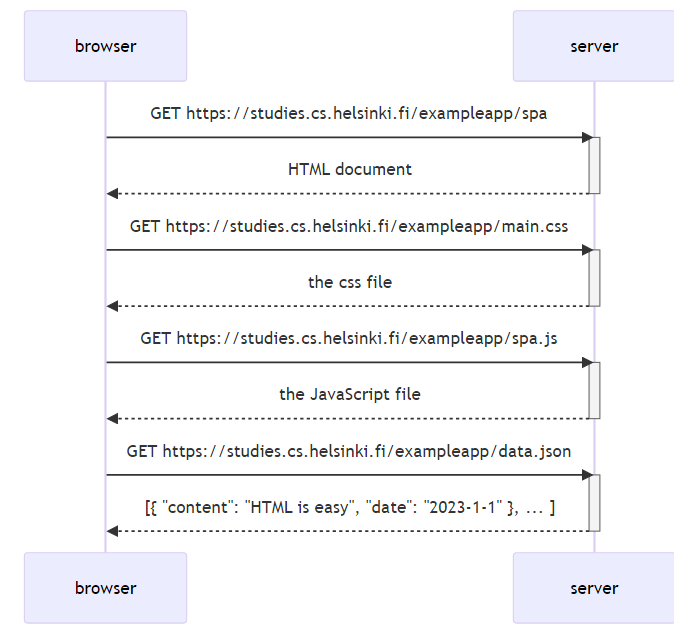 browser
server
GET https://studies.cs.helsinki.fi/exampleapp/spa
HTML document
GET https://studies.cs.helsinki.fi/exampleapp/main.css
the css file
GET https://studies.cs.helsinki.fi/exampleapp/spa.js
the JavaScript file
GET https://studies.cs.helsinki.fi/exampleapp/data.json
[{ "content": "HTML is easy", "date": "2023-1-1" }, ... ]
browser
server